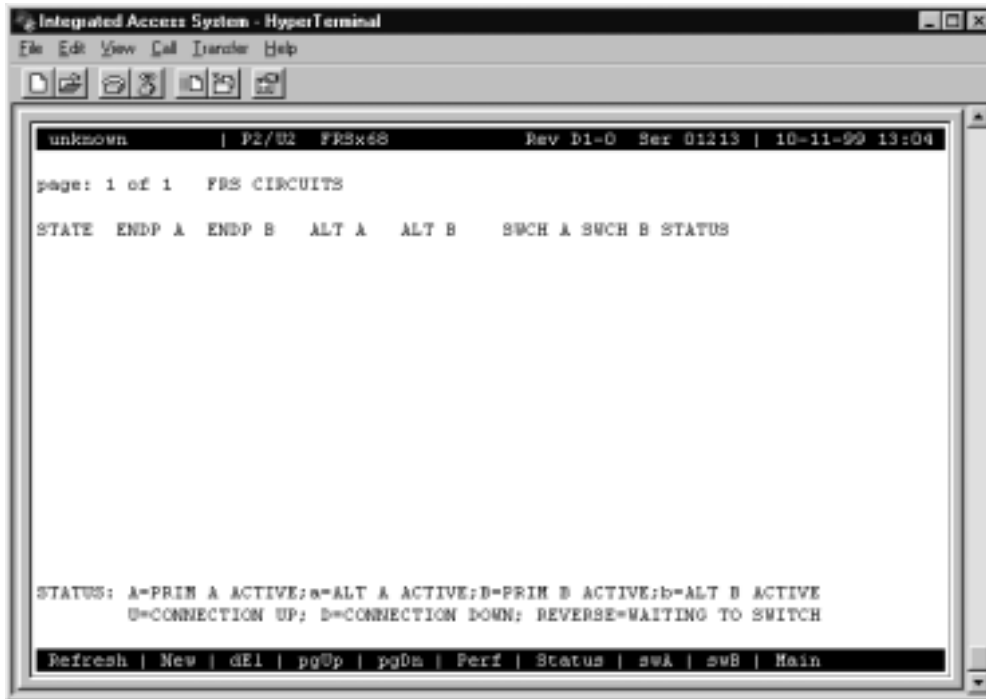 Integrated Access System - HyperTerminal
File Edit View Call Transfer Help
unknown | P2/U2 FRSx68 Rev D1-0 Ser 01213 | 10-11-99 13:04
page: 1 of 1 FRS CIRCUITS
STATE ENDP A ENDP B ALT A ALT B SWCH A SWCH B STATUS
STATUS: A=PRIM A ACTIVE;a=ALT A ACTIVE;B=PRIM B ACTIVE;b=ALT B ACTIVE
U=CONNECTION UP; D=CONNECTION DOWN; REVERSE=WAITING TO SWITCH
Refresh | New | dEl | pgUp | pgDn | Perf | Status | swA | swB | Main